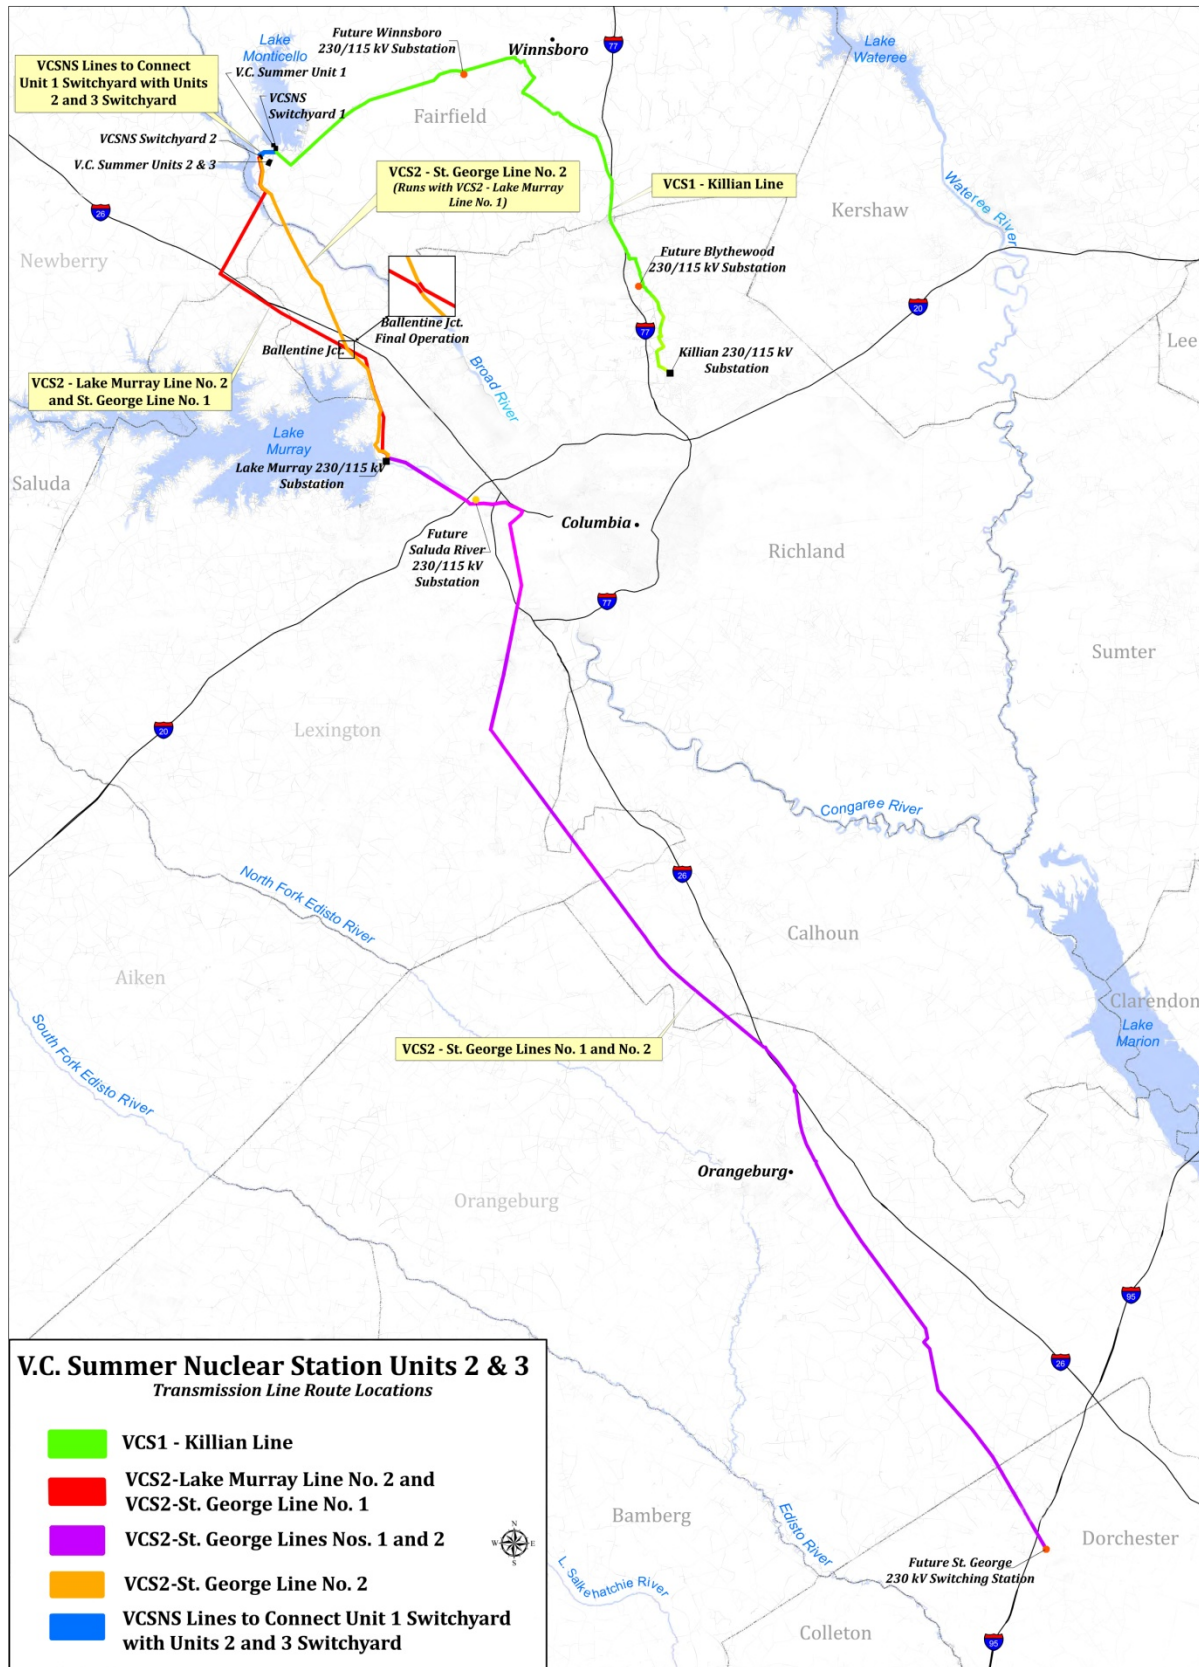 Lake
Monticello
Future Winnsboro
230/115 kV Substation
Winnsboro
77
Lake
Wateree
VCSNS Lines to Connect
Unit 1 Switchyard with Units
2 and 3 Switchyard
V.C. Summer Unit 1
VCSNS
Switchyard 1
Fairfield
VCSNS Switchyard 2
V.C. Summer Units 2 & 3
VCS2 - St. George Line No. 2
(Runs with VCS2 - Lake Murray
Line No. 1)
VCS1 - Killian Line
Wateree River
Kershaw
26
Newberry
Future Blythewood
230/115 kV Substation
20
77
Ballentine Jct.
Final Operation
Ballentine Jct.
Broad River
Killian 230/115 kV
Substation
Lee
VCS2 - Lake Murray Line No. 2
and St. George Line No. 1
Lake
Murray
Lake Murray 230/115 kV
Substation
Saluda
Columbia
Future
Saluda River
230/115 kV
Substation
Richland
77
Sumter
20
Lexington
Congaree River
26
North Fork Edisto River
Calhoun
Aiken
Clarendon
Lake
Marion
South Fork Edisto River
VCS2 - St. George Lines No. 1 and No. 2
Orangeburg
Orangeburg
95
26
V.C. Summer Nuclear Station Units 2 & 3
Transmission Line Route Locations
VCS1 - Killian Line
VCS2-Lake Murray Line No. 2 and
VCS2-St. George Line No. 1
VCS2-St. George Lines Nos. 1 and 2
VCS2-St. George Line No. 2
VCSNS Lines to Connect Unit 1 Switchyard
with Units 2 and 3 Switchyard
N
W
E
S
Bamberg
Edisto River
L. Salkehatchie River
Dorchester
Future St. George
230 kV Switching Station
Colleton
95